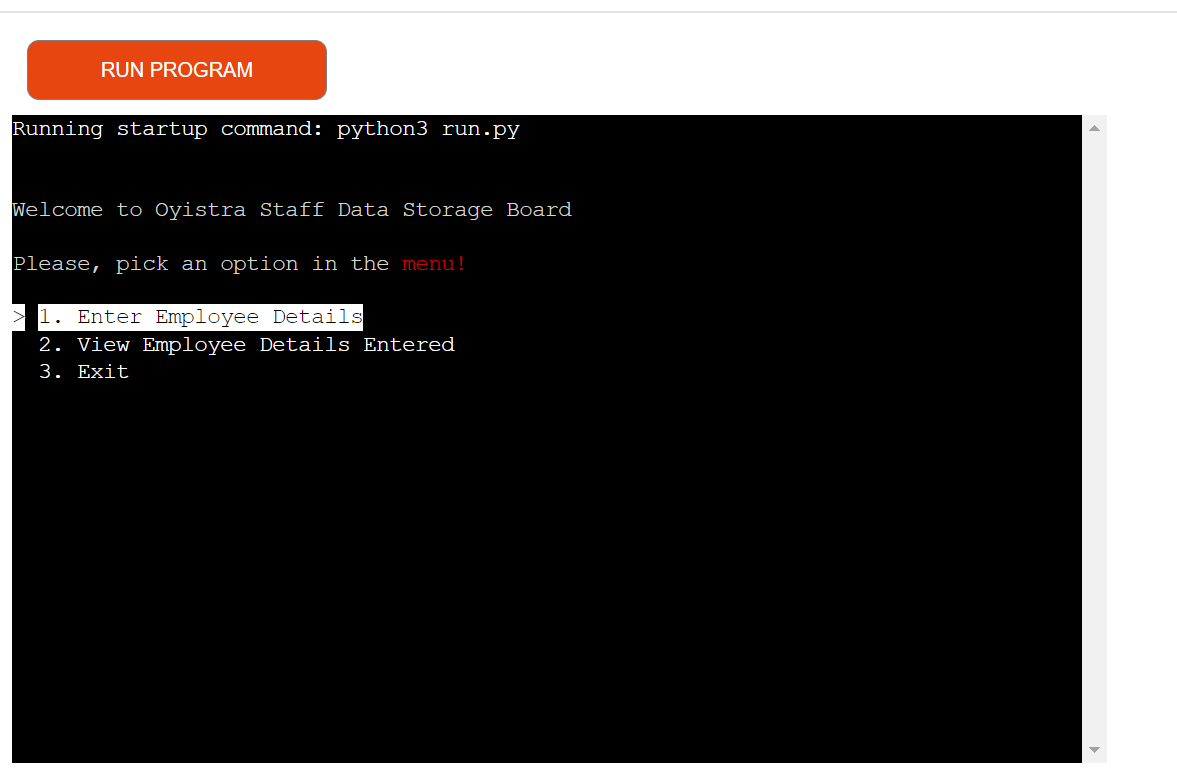 RUN PROGRAM
Running startup command: python3 run.py
Welcome to Oyistra Staff Data Storage Board
Please, pick an option in the menu!
> 1. Enter Employee Details
2. View Employee Details Entered
3. Exit